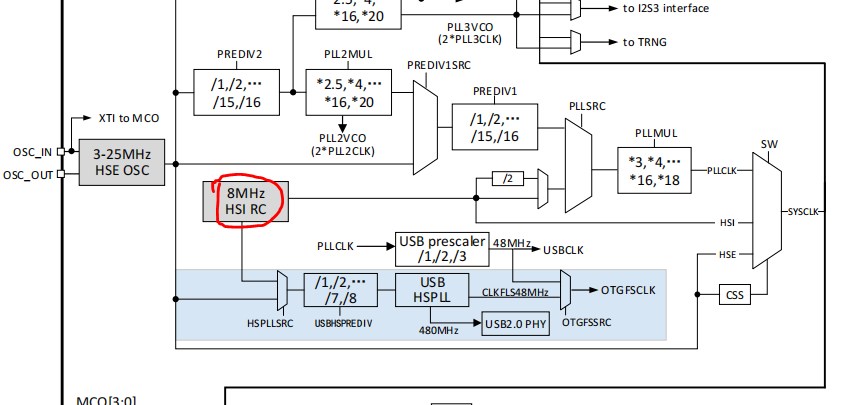 2.5, 4,
*16,*20
to I2S3 interface
PLL3VCO
(2*PLL3CLK)
to TRNG
PREDIV2
PLL2MUL
PREDIV1SRC
/1,/2,···
/15,/16
*2.5,*4,···
*16,*20
PREDIV1
PLLSRC
XTI to MCO
/1,/2,···
/15,/16
PLL2VCO
(2*PLL2CLK)
PLLMUL
OSC_IN
OSC_OUT
3-25MHz
HSE OSC
*3,*4,···
*16,*18
SW
PLLCLK
/2
8MHz
HSI RC
SYSCLK
HSI
PLLCLK
USB prescaler
/1,/2,/3
48MHz
USBCLK
HSE
/1,/2,···
/7,/8
USB
HSPLL
CLKFLS48MHz
OTGFSCLK
CSS
HSPLLSRC
USBHSPREDIV
480MHz
USB2.0 PHY
OTGFSSRC
MCO[3:0]